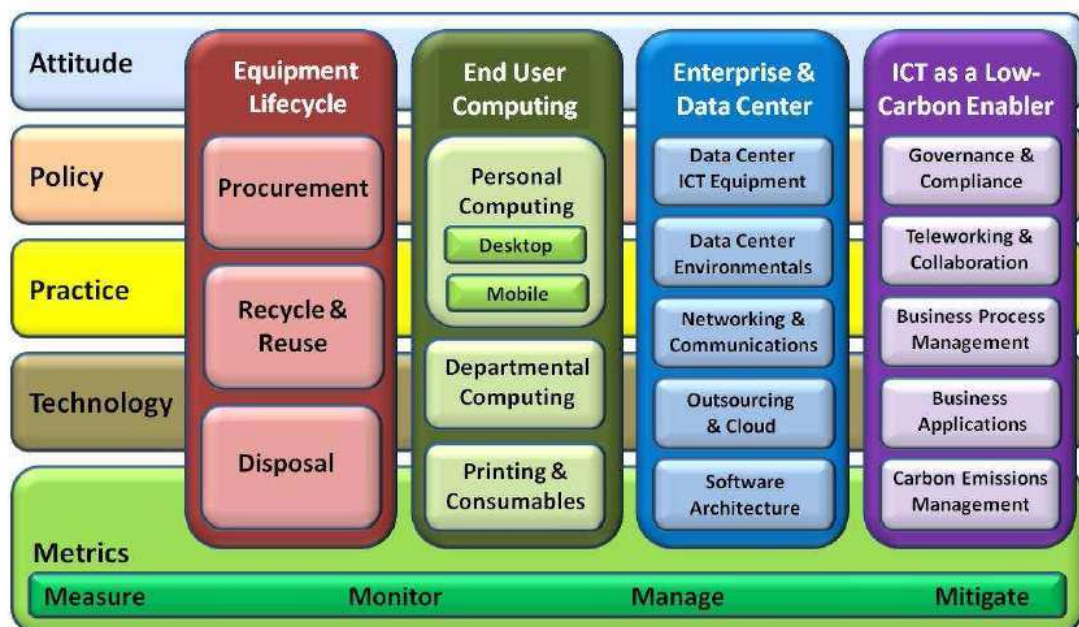 Attitude
Policy
Practice
Technology
Metrics
Equipment
Lifecycle
Procurement
Recycle &
Reuse
Disposal
End User
Computing
Personal
Computing
Desktop
Mobile
Departmental
Computing
Printing &
Consumables
Enterprise &
Data Center
Data Center
ICT Equipment
Data Center
Environmentals
Networking &
Communications
Outsourcing
& Cloud
Software
Architecture
ICT as a Low-
Carbon Enabler
Governance &
Compliance
Teleworking &
Collaboration
Business Process
Management
Business
Applications
Carbon Emissions
Management
Measure Monitor Manage Mitigate